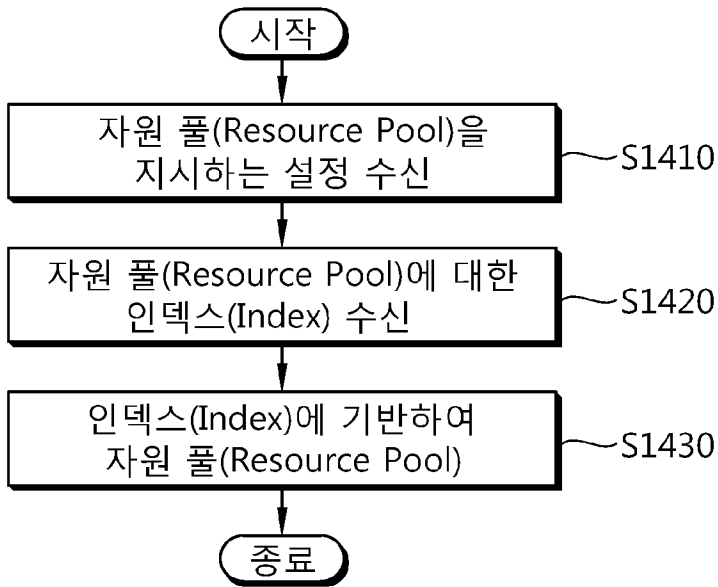 시작
자원 풀(Resource Pool)을
지시하는 설정 수신
S1410
자원 풀(Resource Pool)에 대한
인덱스(Index) 수신
S1420
인덱스(Index)에 기반하여
자원 풀(Resource Pool)
S1430
종료